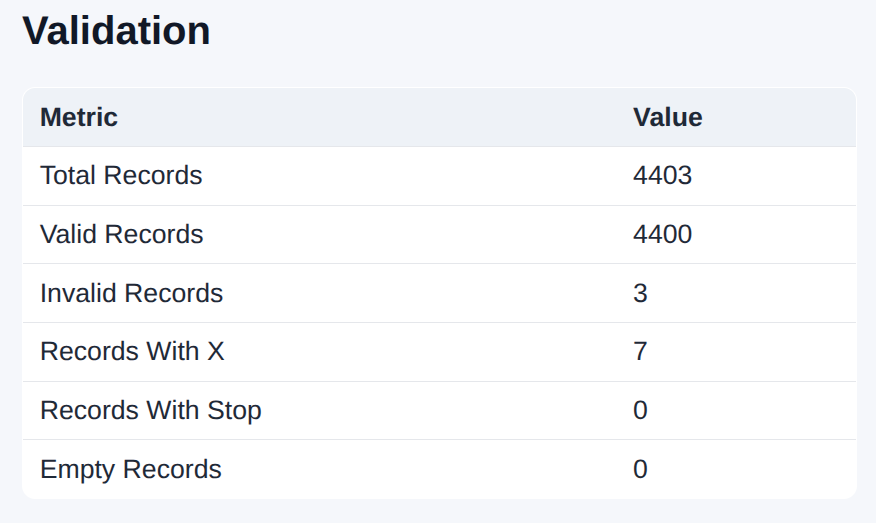 Validation
Metric Value
Total Records 4403
Valid Records 4400
Invalid Records 3
Records With X 7
Records With Stop 0
Empty Records 0